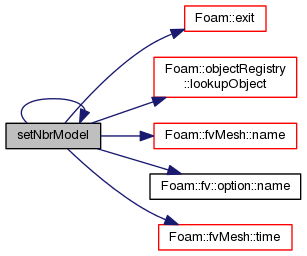 Foam::exit
Foam::objectRegistry
::lookupObject
setNbrModel
Foam::fvMesh::name
Foam::fv::option::name
Foam::fvMesh::time